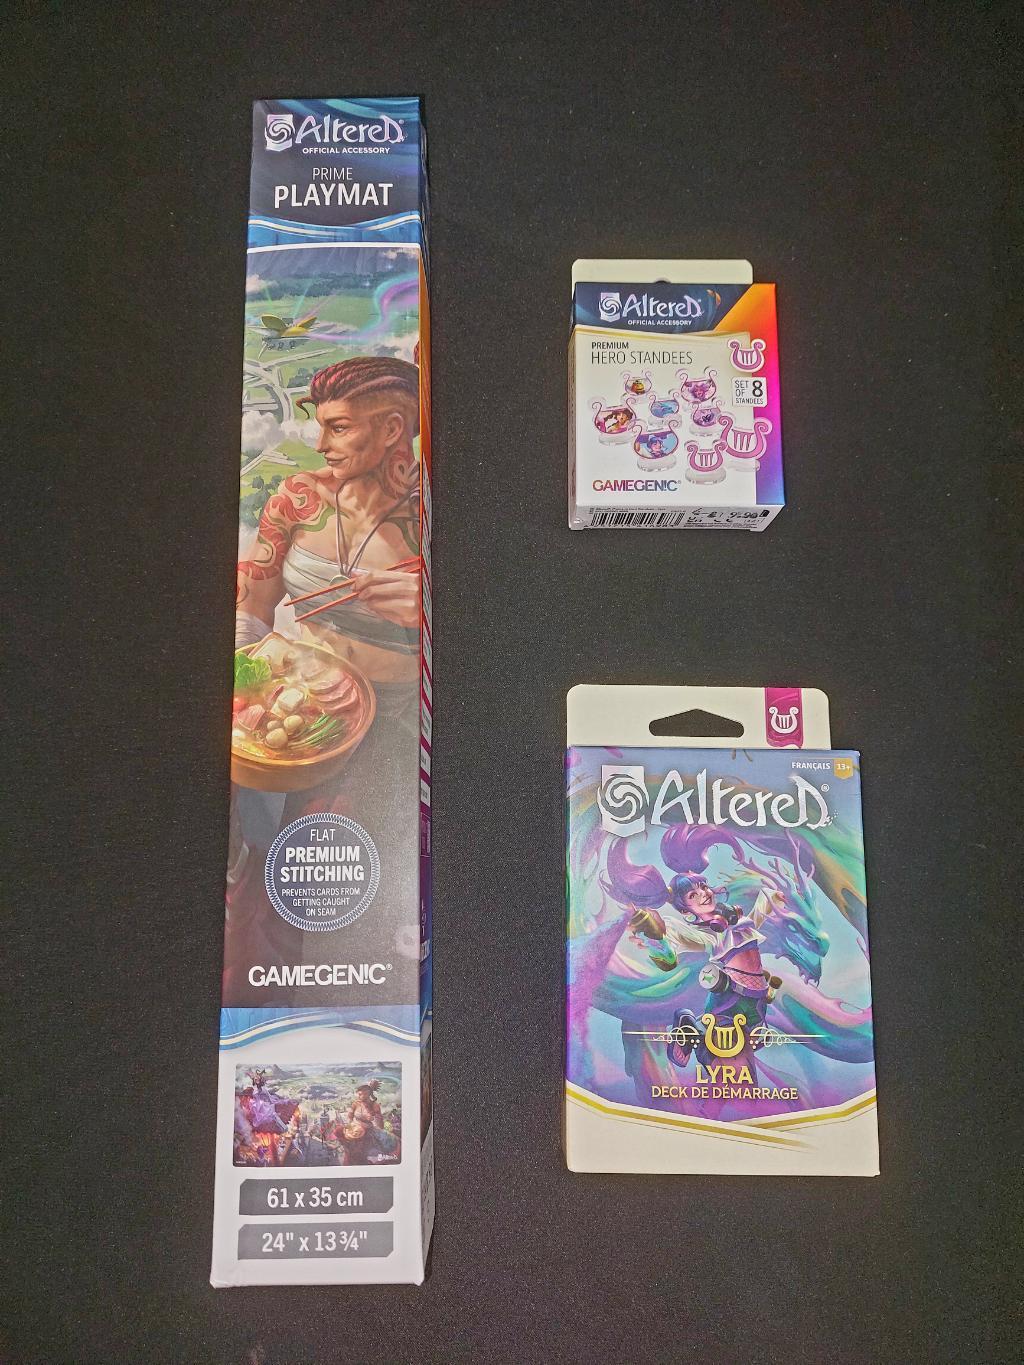 Altered
OFFICIAL ACCESSORY
PRIME
PLAYMAT
FLAT
PREMIUM
STITCHING
PREVENTS CARDS FROM
GETTING CAUGHT
ON SEAM
GAMEGEN!C®
61 x 35 cm
24" x 13 ¾"
Altered
OFFICIAL ACCESSORY
PREMIUM
HERO STANDEES
SET OF 8
STANDEES
GAMEGEN!C®
FRANÇAIS 13+
Altered®
LYRA
DECK DE DÉMARRAGE